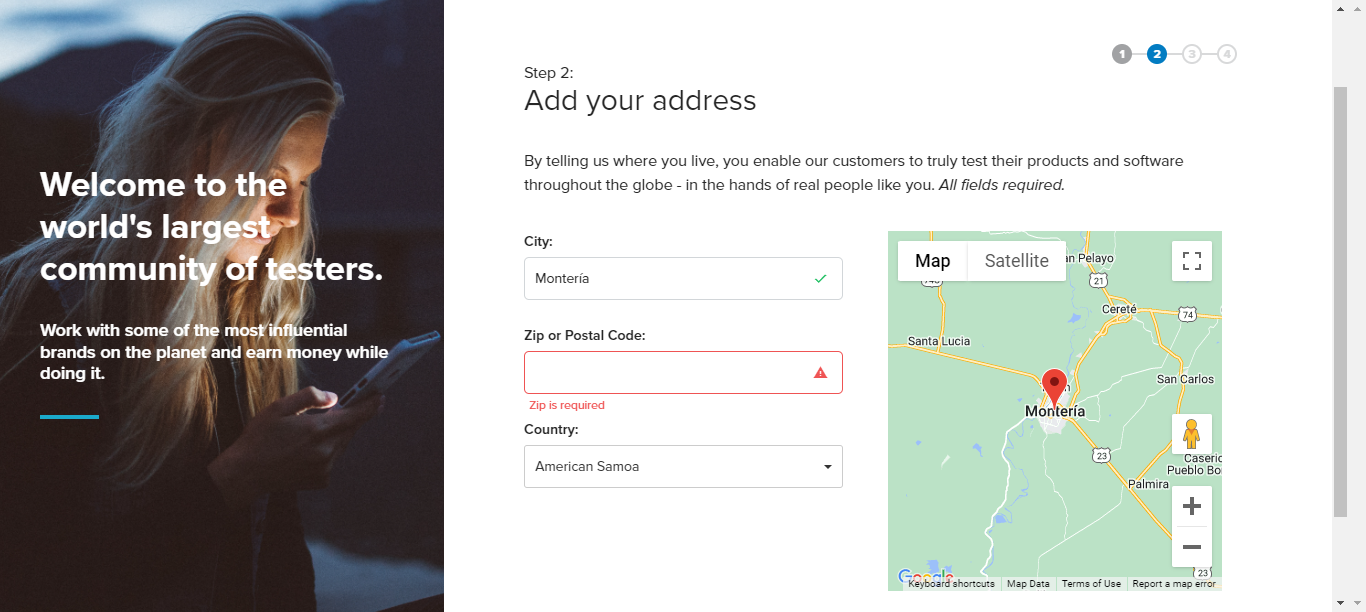 Welcome to the
world's largest
community of testers.
Work with some of the most influential
brands on the planet and earn money while
doing it.
1 2 3 4
Step 2:
Add your address
By telling us where you live, you enable our customers to truly test their products and software
throughout the globe - in the hands of real people like you. All fields required.
City:
Montería
Zip or Postal Code:
Zip is required
Country:
American Samoa
Map Satellite
an Pelayo
21
Cereté
74
Santa Lucia
San Carlos
Montería
23
Caseric
Pueblo Bo
Palmira
23
Google
Keyboard shortcuts Map Data Terms of Use Report a map error